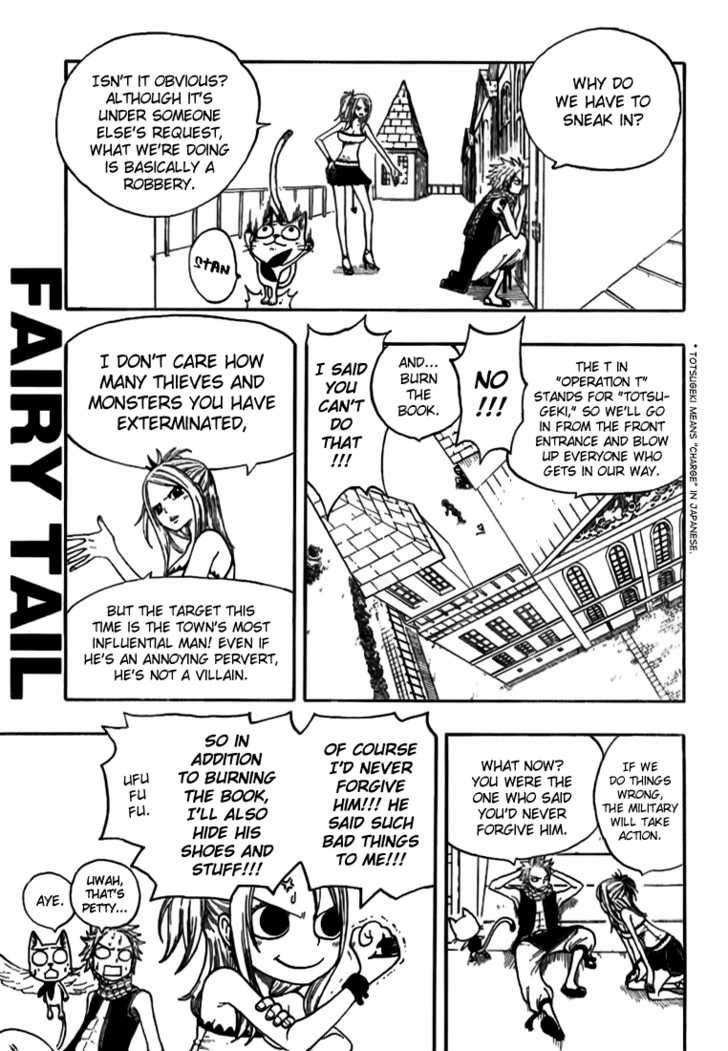 WHY DO
WE HAVE TO
SNEAK IN?
ISN'T IT OBVIOUS?
ALTHOUGH IT'S
UNDER SOMEONE
ELSE'S REQUEST,
WHAT WE'RE DOING
IS BASICALLY A
ROBBERY.
STAN
THE T IN
"OPERATION T"
STANDS FOR "TOTSU-
GEKI," SO WE'LL GO
IN FROM THE FRONT
ENTRANCE AND BLOW
UP EVERYONE WHO
GETS IN OUR WAY.
* TOTSUGEKI MEANS "CHARGE" IN JAPANESE.
NO
!!!
AND...
BURN
THE
BOOK.
I SAID
YOU
CAN'T
DO
THAT
!!!
I DON'T CARE HOW
MANY THIEVES AND
MONSTERS YOU HAVE
EXTERMINATED,
BUT THE TARGET THIS
TIME IS THE TOWN'S MOST
INFLUENTIAL MAN! EVEN IF
HE'S AN ANNOYING PERVERT,
HE'S NOT A VILLAIN.
FAIRY TAIL
IF WE
DO THINGS
WRONG,
THE MILITARY
WILL TAKE
ACTION.
WHAT NOW?
YOU WERE THE
ONE WHO SAID
YOU'D NEVER
FORGIVE HIM.
OF COURSE
I'D NEVER
FORGIVE
HIM!!! HE
SAID SUCH
BAD THINGS
TO ME!!!
SO IN
ADDITION
TO BURNING
THE BOOK,
I'LL ALSO
HIDE HIS
SHOES AND
STUFF!!!
UFU
FU
FU.
UWAH,
THAT'S
PETTY...
AYE.